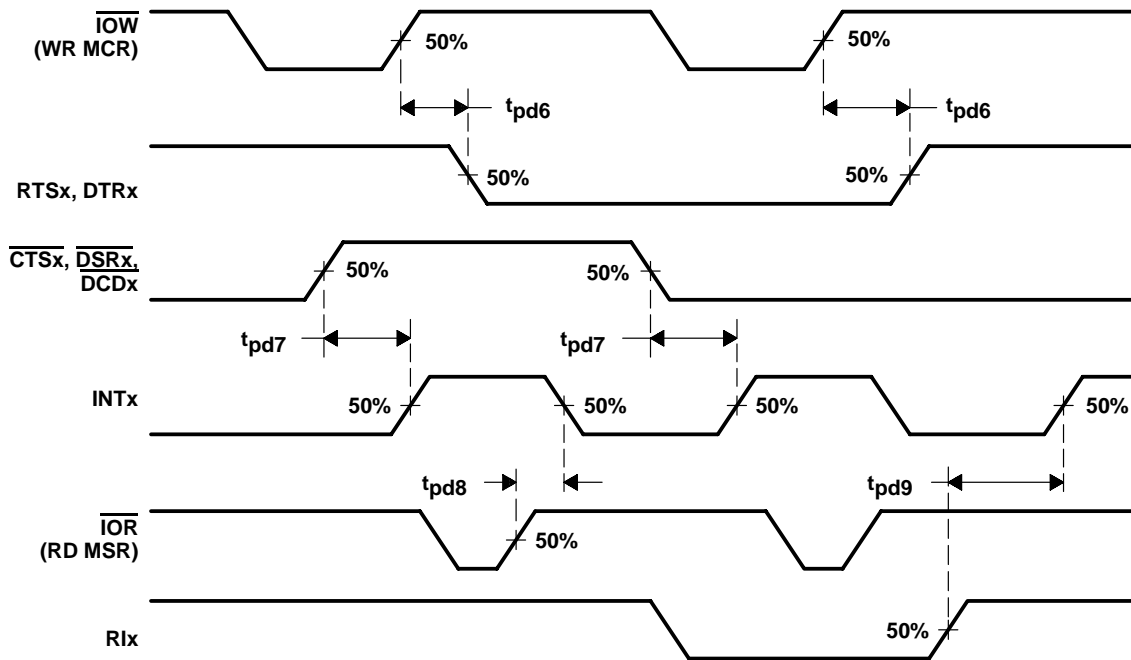 IOW
(WR MCR)
50%
50%
tpd6
tpd6
RTSx, DTRx
50%
50%
CTSx, DSRx,
DCDx
50%
50%
tpd7
tpd7
INTx
50%
50%
50%
50%
tpd8
tpd9
IOR
(RD MSR)
50%
RIx
50%